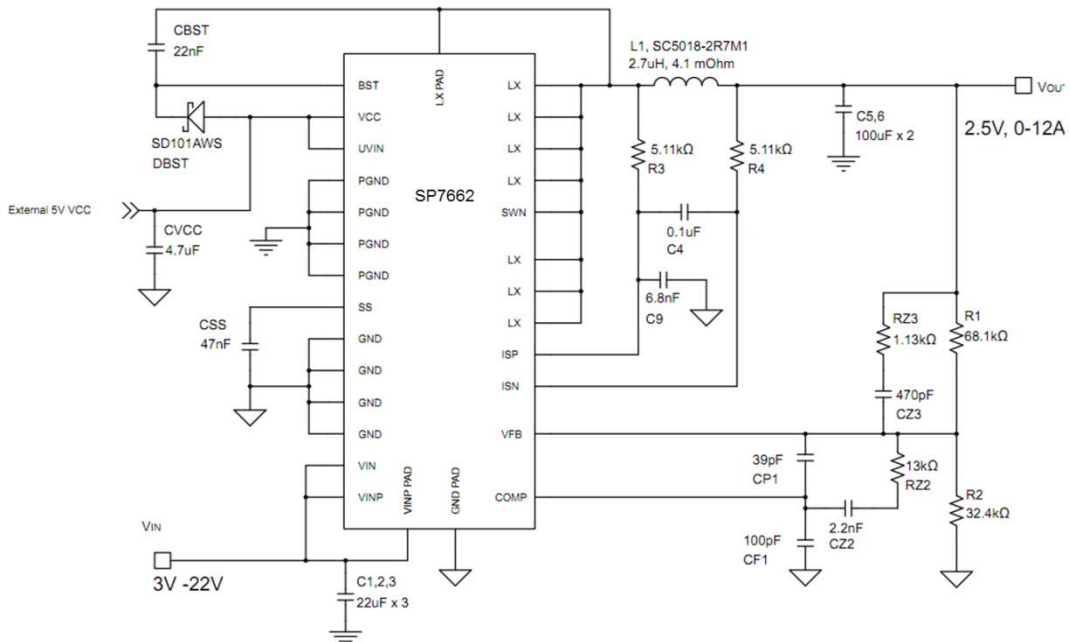 CBST
22nF
SD101AWS
DBST
External 5V VCC
CVCC
4.7uF
CSS
47nF
VIN
3V -22V
C1,2,3
22uF x 3
LX PAD
BST
VCC
UVIN
PGND
PGND
PGND
PGND
SS
GND
GND
GND
GND
VIN
VINP
VINP PAD
GND PAD
SP7662
LX
LX
LX
LX
SWN
LX
LX
LX
ISP
ISN
VFB
COMP
L1, SC5018-2R7M1
2.7uH, 4.1 mOhm
5.11kΩ
R3
5.11kΩ
R4
0.1uF
C4
6.8nF
C9
C5,6
100uF x 2
VOUT
2.5V, 0-12A
RZ3
1.13kΩ
R1
68.1kΩ
470pF
CZ3
39pF
CP1
13kΩ
RZ2
2.2nF
CZ2
100pF
CF1
R2
32.4kΩ